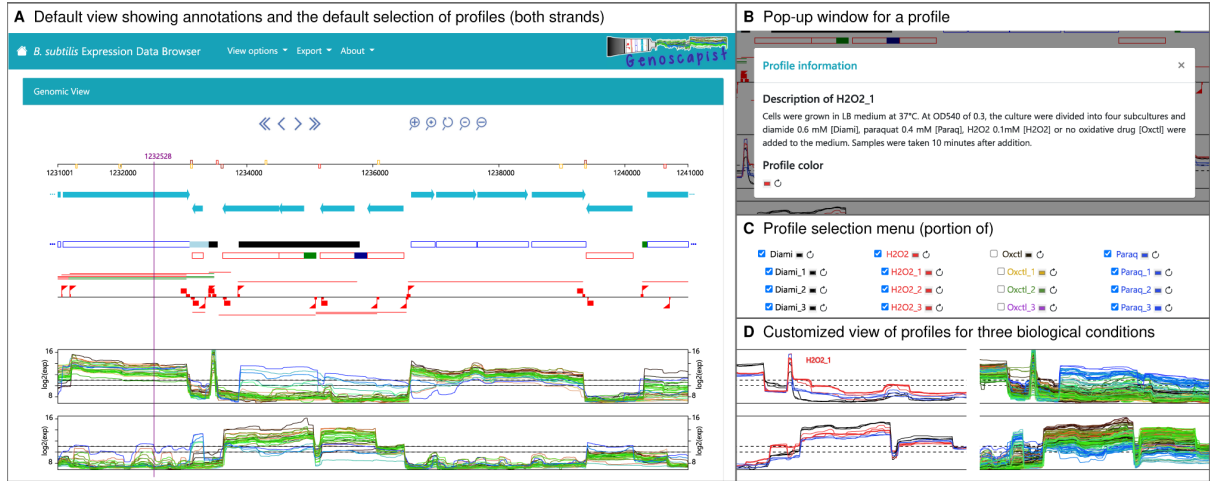 A Default view showing annotations and the default selection of profiles (both strands)
B. subtilis Expression Data Browser View options Export About
Genoscapist
Genomic View
1232528
1231001 1232000 1234000 1236000 1238000 1240000 1241000
16
log2(exp)
8
16
log2(exp)
8
16
log2(exp)
8
16
log2(exp)
8
B Pop-up window for a profile
Profile information ×
Description of H2O2_1
Cells were grown in LB medium at 37°C. At OD540 of 0.3, the culture were divided into four subcultures and
diamide 0.6 mM [Diami], paraquat 0.4 mM [Paraq], H2O2 0.1mM [H2O2] or no oxidative drug [Oxctl] were
added to the medium. Samples were taken 10 minutes after addition.
Profile color
C Profile selection menu (portion of)
Diami H2O2 Oxctl Paraq
Diami_1 H2O2_1 Oxctl_1 Paraq_1
Diami_2 H2O2_2 Oxctl_2 Paraq_2
Diami_3 H2O2_3 Oxctl_3 Paraq_3
D Customized view of profiles for three biological conditions
H2O2_1